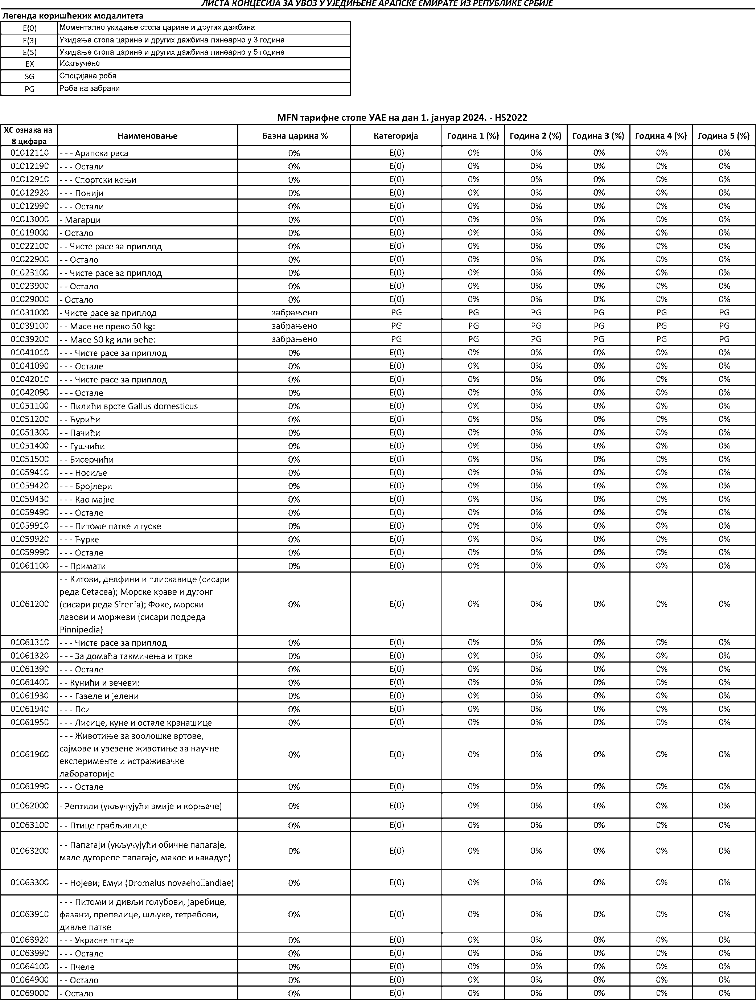 ЛИСТА КОНЦЕСИЈА ЗА УВОЗ У УЈЕДИЊЕНЕ АРАПСКЕ ЕМИРАТЕ ИЗ РЕПУБЛИКЕ СРБИЈЕ
Легенда коришћених модалитета
E(0) Моментално укидање стопа царине и других дажбина
E(3) Укидање стопа царине и других дажбина линеарно у 3 године
E(5) Укидање стопа царине и других дажбина линеарно у 5 године
EX Искључено
SG Специјана роба
PG Роба на забрани
MFN тарифне стопе УАЕ на дан 1. јануар 2024. - HS2022
ХС ознака на 8 цифара Наименовање Базна царина % Категорија Година 1 (%) Година 2 (%) Година 3 (%) Година 4 (%) Година 5 (%)
01012110 - - - Арапска раса 0% E(0) 0% 0% 0% 0% 0%
01012190 - - - Остали 0% E(0) 0% 0% 0% 0% 0%
01012910 - - - Спортски коњи 0% E(0) 0% 0% 0% 0% 0%
01012920 - - - Понији 0% E(0) 0% 0% 0% 0% 0%
01012990 - - - Остали 0% E(0) 0% 0% 0% 0% 0%
01013000 - Магарци 0% E(0) 0% 0% 0% 0% 0%
01019000 - Остало 0% E(0) 0% 0% 0% 0% 0%
01022100 - - Чисте расе за приплод 0% E(0) 0% 0% 0% 0% 0%
01022900 - - Остало 0% E(0) 0% 0% 0% 0% 0%
01023100 - - Чисте расе за приплод 0% E(0) 0% 0% 0% 0% 0%
01023900 - - Остало 0% E(0) 0% 0% 0% 0% 0%
01029000 - Остало 0% E(0) 0% 0% 0% 0% 0%
01031000 - Чисте расе за приплод забрањено PG PG PG PG PG PG
01039100 - - Масе не преко 50 kg: забрањено PG PG PG PG PG PG
01039200 - - Масе 50 kg или веће: забрањено PG PG PG PG PG PG
01041010 - - - Чисте расе за приплод 0% E(0) 0% 0% 0% 0% 0%
01041090 - - - Остале 0% E(0) 0% 0% 0% 0% 0%
01042010 - - - Чисте расе за приплод 0% E(0) 0% 0% 0% 0% 0%
01042090 - - - Остале 0% E(0) 0% 0% 0% 0% 0%
01051100 - - Пилићи врсте Gallus domesticus 0% E(0) 0% 0% 0% 0% 0%
01051200 - - Ћурићи 0% E(0) 0% 0% 0% 0% 0%
01051300 - - Пачићи 0% E(0) 0% 0% 0% 0% 0%
01051400 - - Гушчићи 0% E(0) 0% 0% 0% 0% 0%
01051500 - - Бисерчићи 0% E(0) 0% 0% 0% 0% 0%
01059410 - - - Носиље 0% E(0) 0% 0% 0% 0% 0%
01059420 - - - Бројлери 0% E(0) 0% 0% 0% 0% 0%
01059430 - - - Као мајке 0% E(0) 0% 0% 0% 0% 0%
01059490 - - - Остале 0% E(0) 0% 0% 0% 0% 0%
01059910 - - - Питоме патке и гуске 0% E(0) 0% 0% 0% 0% 0%
01059920 - - - Ћурке 0% E(0) 0% 0% 0% 0% 0%
01059990 - - - Остале 0% E(0) 0% 0% 0% 0% 0%
01061100 - - Примати 0% E(0) 0% 0% 0% 0% 0%
- - Китови, делфини и плискавице (сисари
реда Cetacea); Морске краве и дугонг
01061200 (сисари реда Sirenia); Фоке, морски 0% E(0) 0% 0% 0% 0% 0%
лавови и моржеви (сисари подреда
Pinnipedia)
01061310 - - - Чисте расе за приплод 0% E(0) 0% 0% 0% 0% 0%
01061320 - - - За домаћа такмичења и трке 0% E(0) 0% 0% 0% 0% 0%
01061390 - - - Остале 0% E(0) 0% 0% 0% 0% 0%
01061400 - - Кунићи и зечеви: 0% E(0) 0% 0% 0% 0% 0%
01061930 - - - Газеле и јелени 0% E(0) 0% 0% 0% 0% 0%
01061940 - - - Пси 0% E(0) 0% 0% 0% 0% 0%
01061950 - - - Лисице, куне и остале крзнашице 0% E(0) 0% 0% 0% 0% 0%
- - - Животиње за зоолошке вртове,
сајмове и увезене животиње за научне
01061960 експерименте и истраживачке 0% E(0) 0% 0% 0% 0% 0%
лабораторије
01061990 - - - Остале 0% E(0) 0% 0% 0% 0% 0%
01062000 - Рептили (укључујући змије и корњаче) 0% E(0) 0% 0% 0% 0% 0%
01063100 - - Птице грабљивице 0% E(0) 0% 0% 0% 0% 0%
01063200 - - Папагаји (укључујући обичне папагаје, 0% E(0) 0% 0% 0% 0% 0%
мале дугорепе папагаје, макое и какадуе)
01063300 - - Нојеви; Емуи (Dromaius novaehollandiae) 0% E(0) 0% 0% 0% 0% 0%
- - - Питоми и дивљи голубови, јаребице,
01063910 фазани, препелице, шљуке, тетребови, 0% E(0) 0% 0% 0% 0% 0%
дивље патке
01063920 - - - Украсне птице 0% E(0) 0% 0% 0% 0% 0%
01063990 - - - Остале 0% E(0) 0% 0% 0% 0% 0%
01064100 - - Пчеле 0% E(0) 0% 0% 0% 0% 0%
01064900 - - Остало 0% E(0) 0% 0% 0% 0% 0%
01069000 - Остало 0% E(0) 0% 0% 0% 0% 0%